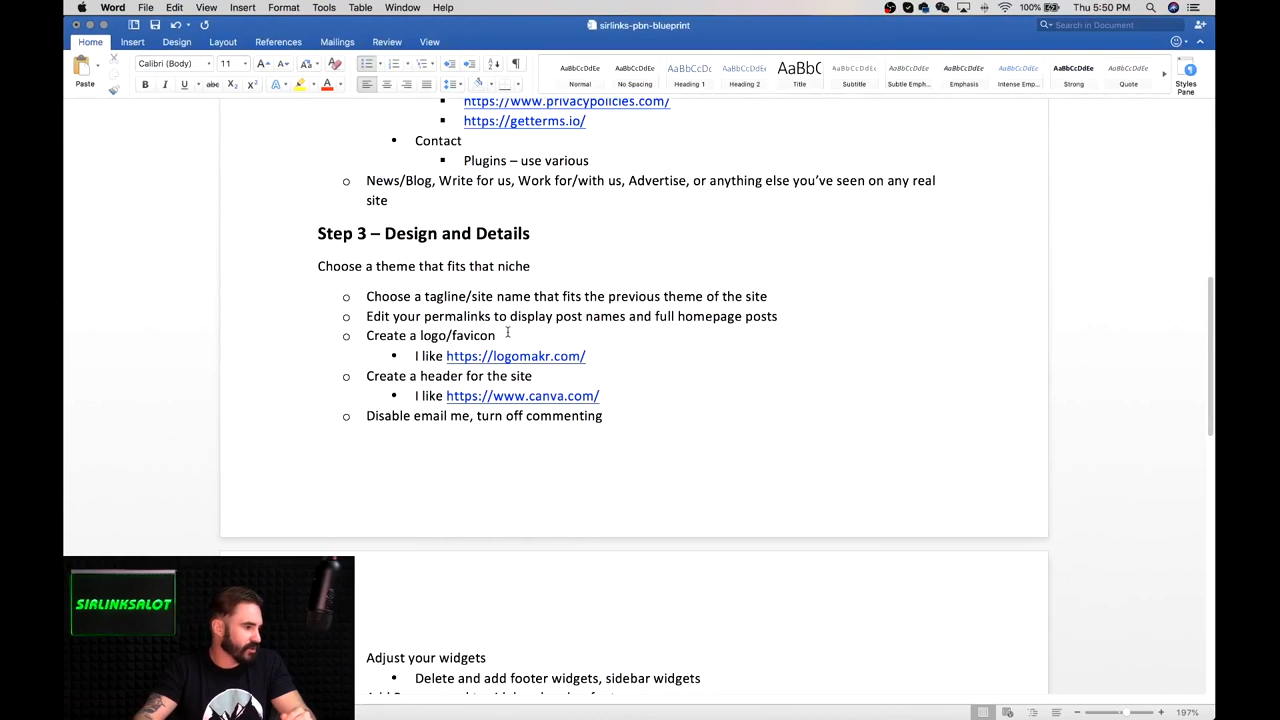 Word File Edit View Insert Format Tools Table Window Help 100% Thu 5:50 PM
sirlinks-pbn-blueprint
Search in Document
Home Insert Design Layout References Mailings Review View
Calibri (Body) 11
AaBbCcDdEe AaBbCcDdEe AaBbCcDc AaBbCcDdEe AaBbC AaBbCcDdEe AaBbCcDdEe AaBbCcDdEe AaBbCcDdEe AaBbCcDdEe AaBbCcDdEe
Paste
B I U abc X₂ X² A A
Normal No Spacing Heading 1 Heading 2 Title Subtitle Subtle Emph... Emphasis Intense Emp... Strong Quote
Styles
Pane
https://www.privacypolicies.com/
https://getterms.io/
Contact
Plugins – use various
News/Blog, Write for us, Work for/with us, Advertise, or anything else you've seen on any real
site
Step 3 – Design and Details
Choose a theme that fits that niche
Choose a tagline/site name that fits the previous theme of the site
Edit your permalinks to display post names and full homepage posts
Create a logo/favicon
I like https://logomakr.com/
Create a header for the site
I like https://www.canva.com/
Disable email me, turn off commenting
SIRLINKSALOT
Adjust your widgets
Delete and add footer widgets, sidebar widgets
197%